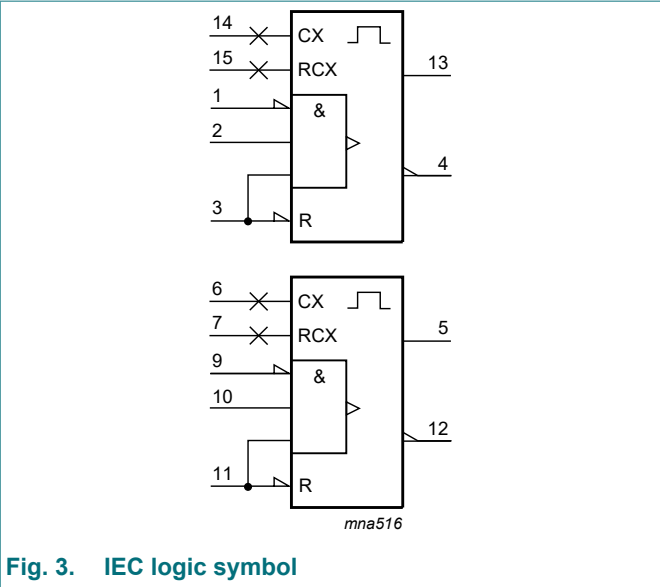 14 CX
15 RCX 13
1 &
2
4
3 R
6 CX
7 RCX 5
9 &
10
12
11 R
mna516
Fig. 3. IEC logic symbol